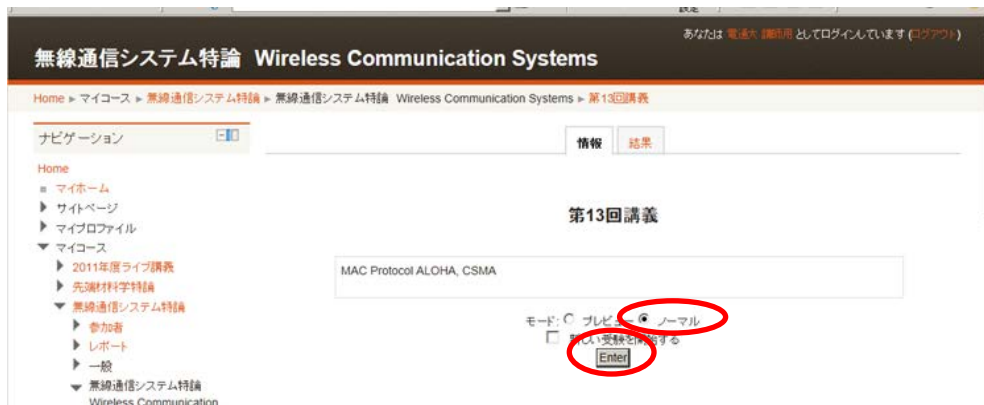 設定
あなたは 電通大 講師用 としてログインしています (ログアウト)
無線通信システム特論 Wireless Communication Systems
Home ▶ マイコース ▶ 無線通信システム特論 ▶ 無線通信システム特論 Wireless Communication Systems ▶ 第13回講義
ナビゲーション
情報 結果
Home
マイホーム
サイトページ
マイプロファイル
マイコース
2011年度ライブ講義
先端材料科学特論
無線通信システム特論
参加者
レポート
一般
無線通信システム特論
Wireless Communication
第13回講義
MAC Protocol ALOHA, CSMA
モード: プレビュー ノーマル
新しい受験を開始する
Enter